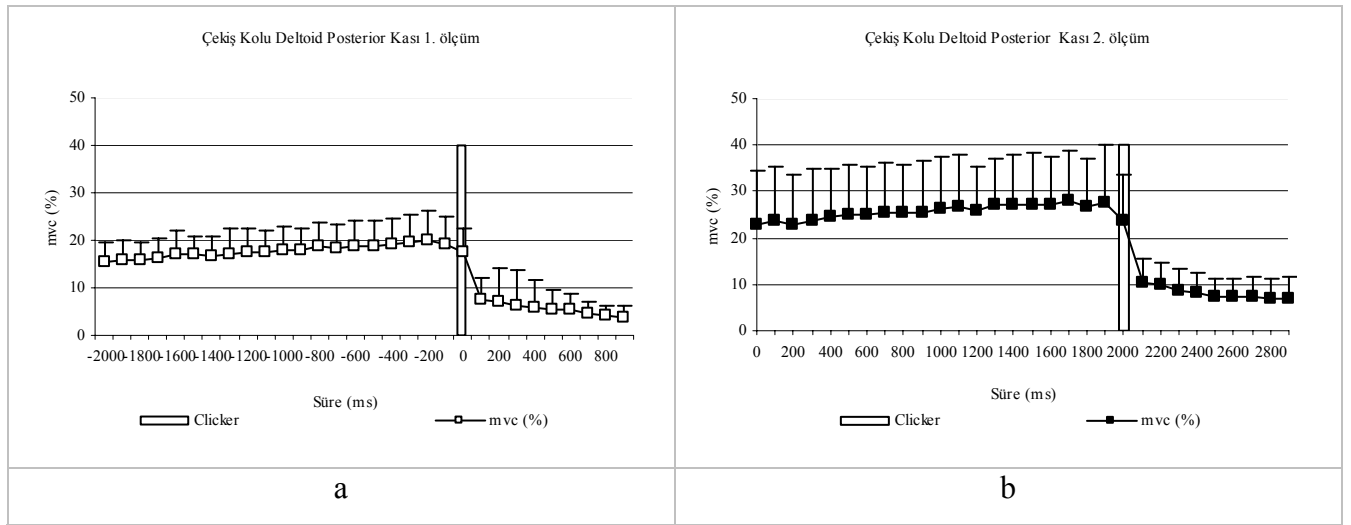 Çekiş Kolu Deltoid Posterior Kası 1. ölçüm
50
40
30
20
10
0
mvc (%)
-2000-1800-1600-1400-1200-1000 -800 -600 -400 -200 0 200 400 600 800
Süre (ms)
Clicker mvc (%)
a
Çekiş Kolu Deltoid Posterior Kası 2. ölçüm
50
40
30
20
10
0
mvc (%)
0 200 400 600 800 1000 1200 1400 1600 1800 2000 2200 2400 2600 2800
Süre (ms)
Clicker mvc (%)
b